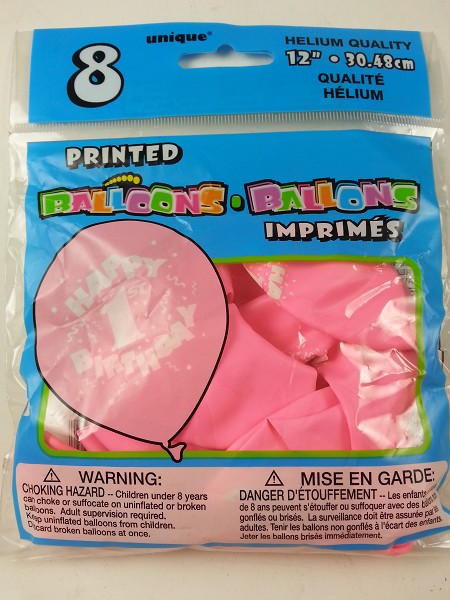 8
unique®
HELIUM QUALITY
12" • 30.48cm
QUALITÉ
HÉLIUM
PRINTED
BALLOONS • BALLONS
IMPRIMÉS
HAPPY
1st
BIRTHDAY
WARNING:
CHOKING HAZARD -- Children under 8 years
can choke or suffocate on uninflated or broken
balloons. Adult supervision required.
Keep uninflated balloons from children.
Discard broken balloons at once.
MISE EN GARDE:
DANGER D'ÉTOUFFEMENT -- Les enfants
de 8 ans peuvent s'étouffer ou suffoquer avec des
gonflés ou brisés. La surveillance doit être assurée par
adultes. Tenir les ballons non gonflés à l'écart des enfants.
Jeter les ballons brisés immédiatement.